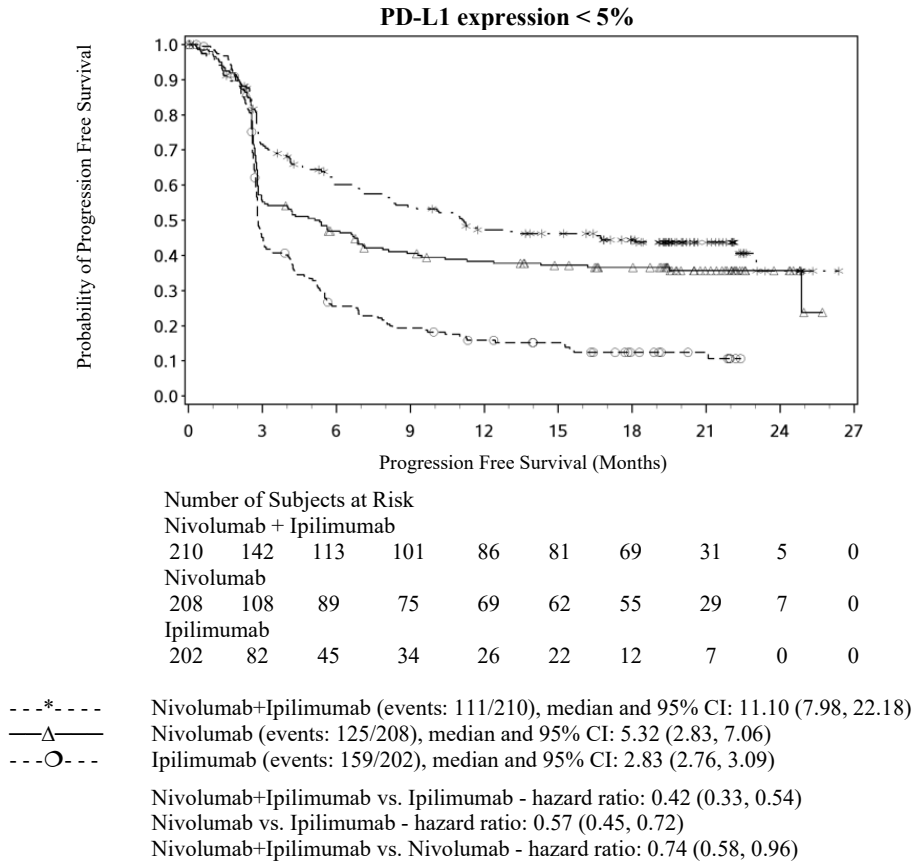 PD-L1 expression < 5%
Probability of Progression Free Survival
1.0
0.9
0.8
0.7
0.6
0.5
0.4
0.3
0.2
0.1
0.0
0 3 6 9 12 15 18 21 24 27
Progression Free Survival (Months)
Number of Subjects at Risk
Nivolumab + Ipilimumab
210 142 113 101 86 81 69 31 5 0
Nivolumab
208 108 89 75 69 62 55 29 7 0
Ipilimumab
202 82 45 34 26 22 12 7 0 0
- - -*- - - - Nivolumab+Ipilimumab (events: 111/210), median and 95% CI: 11.10 (7.98, 22.18)
——Δ—— Nivolumab (events: 125/208), median and 95% CI: 5.32 (2.83, 7.06)
- - -❍- - - Ipilimumab (events: 159/202), median and 95% CI: 2.83 (2.76, 3.09)
Nivolumab+Ipilimumab vs. Ipilimumab - hazard ratio: 0.42 (0.33, 0.54)
Nivolumab vs. Ipilimumab - hazard ratio: 0.57 (0.45, 0.72)
Nivolumab+Ipilimumab vs. Nivolumab - hazard ratio: 0.74 (0.58, 0.96)